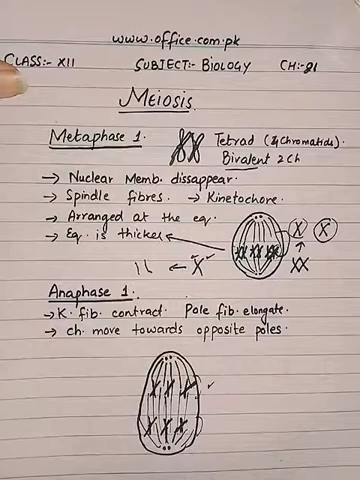 www.office.com.pk
CLASS:- XII SUBJECT:- BIOLOGY CH:- 21
MEIOSIS
Metaphase 1. Tetrad (4 Chromatids).
Bivalent 2 Ch
→ Nuclear Memb. dissappear.
→ Spindle fibres. → Kinetochore.
→ Arranged at the eq.
→ Eq. is thicker
Anaphase 1.
→ K. fib. contract. Pole fib. elongate.
→ ch. move towards opposite poles.